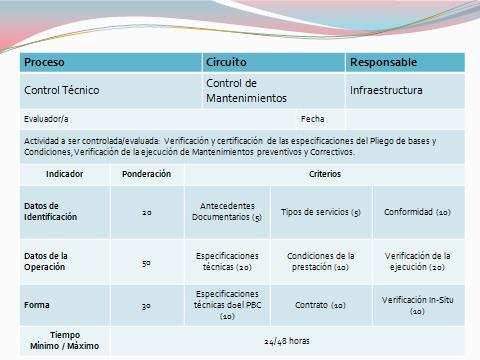 Proceso Circuito Responsable
Control Técnico Control de Mantenimientos Infraestructura
Evaluador/a Fecha
Actividad a ser controlada/evaluada: Verificación y certificación de las especificaciones del Pliego de bases y
Condiciones, Verificación de la ejecución de Mantenimientos preventivos y Correctivos.
Indicador Ponderación Criterios
Datos de Identificación 20 Antecedentes Documentarios (5) Tipos de servicios (5) Conformidad (10)
Datos de la Operación 50 Especificaciones técnicas (20) Condiciones de la prestación (10) Verificación de la ejecución (20)
Forma 30 Especificaciones técnicas doel PBC (10) Contrato (10) Verificación In-Situ (10)
Tiempo Mínimo / Máximo 24/48 horas